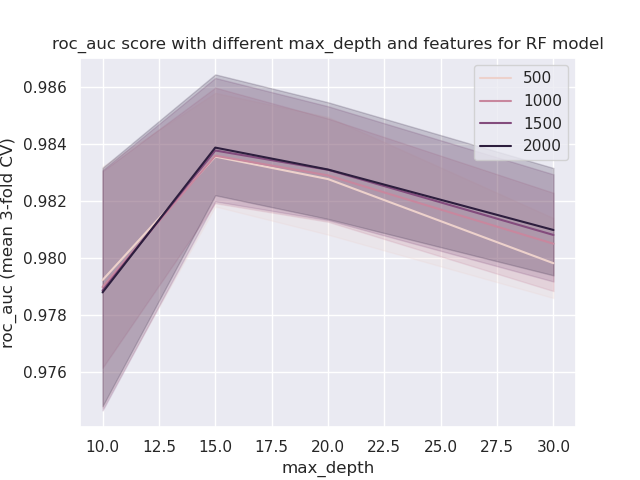 roc_auc score with different max_depth and features for RF model
500
1000
1500
2000
0.986
0.984
0.982
0.980
0.978
0.976
roc_auc (mean 3-fold CV)
10.0 12.5 15.0 17.5 20.0 22.5 25.0 27.5 30.0
max_depth